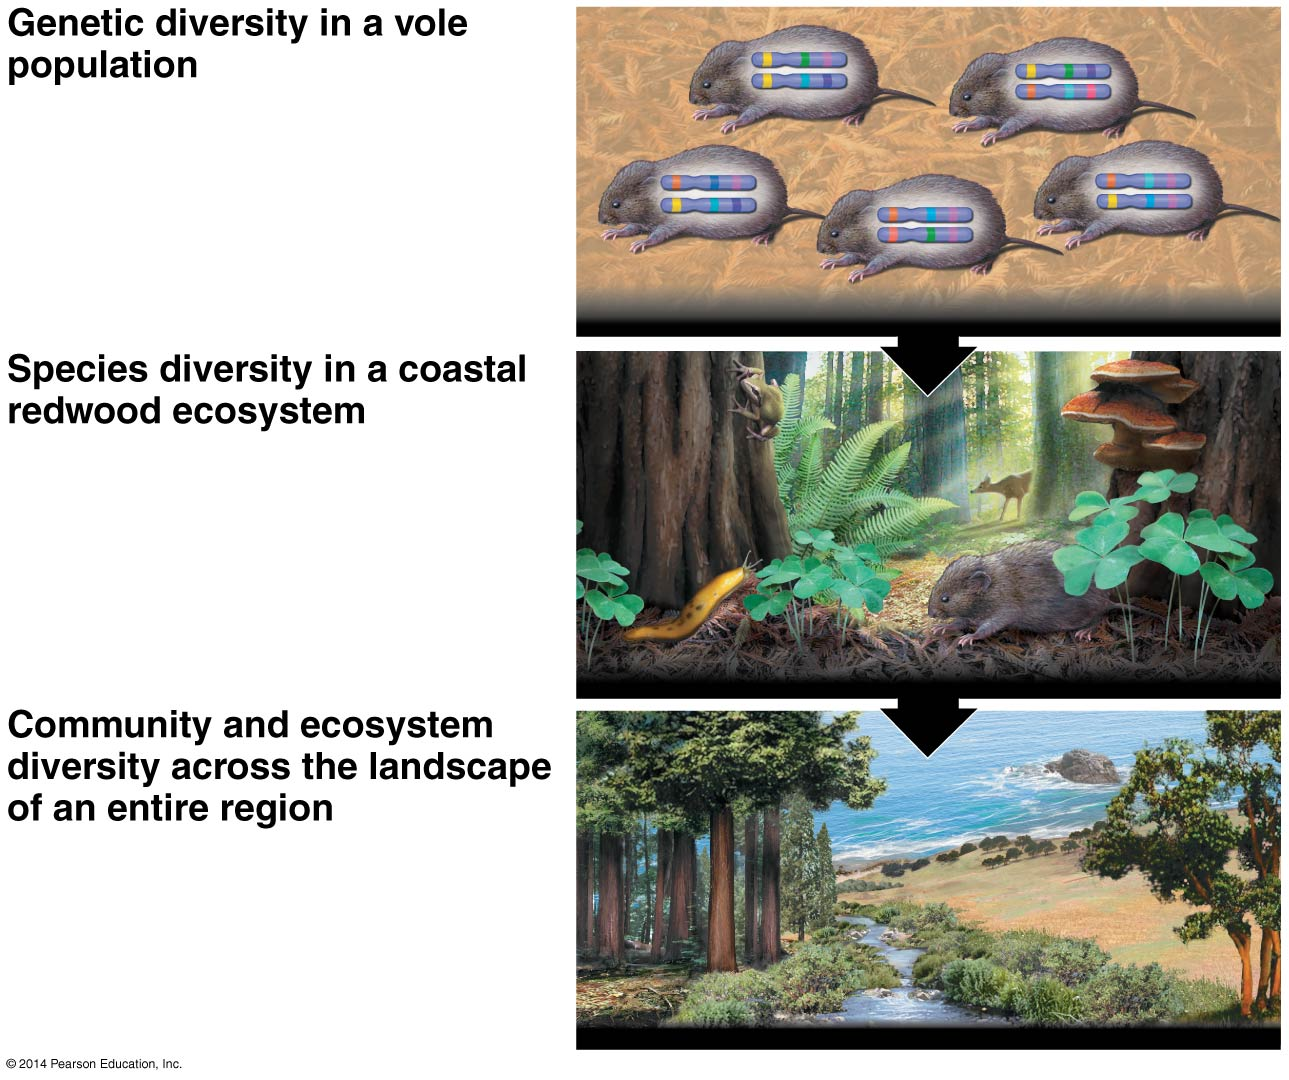 Genetic diversity in a vole
population
Species diversity in a coastal
redwood ecosystem
Community and ecosystem
diversity across the landscape
of an entire region
© 2014 Pearson Education, Inc.